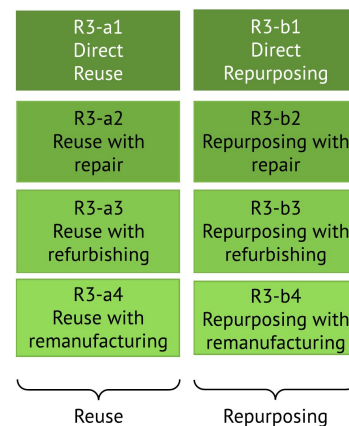 R3-a1
Direct
Reuse
R3-b1
Direct
Repurposing
R3-a2
Reuse with
repair
R3-b2
Repurposing with
repair
R3-a3
Reuse with
refurbishing
R3-b3
Repurposing with
refurbishing
R3-a4
Reuse with
remanufacturing
R3-b4
Repurposing with
remanufacturing
Reuse
Repurposing